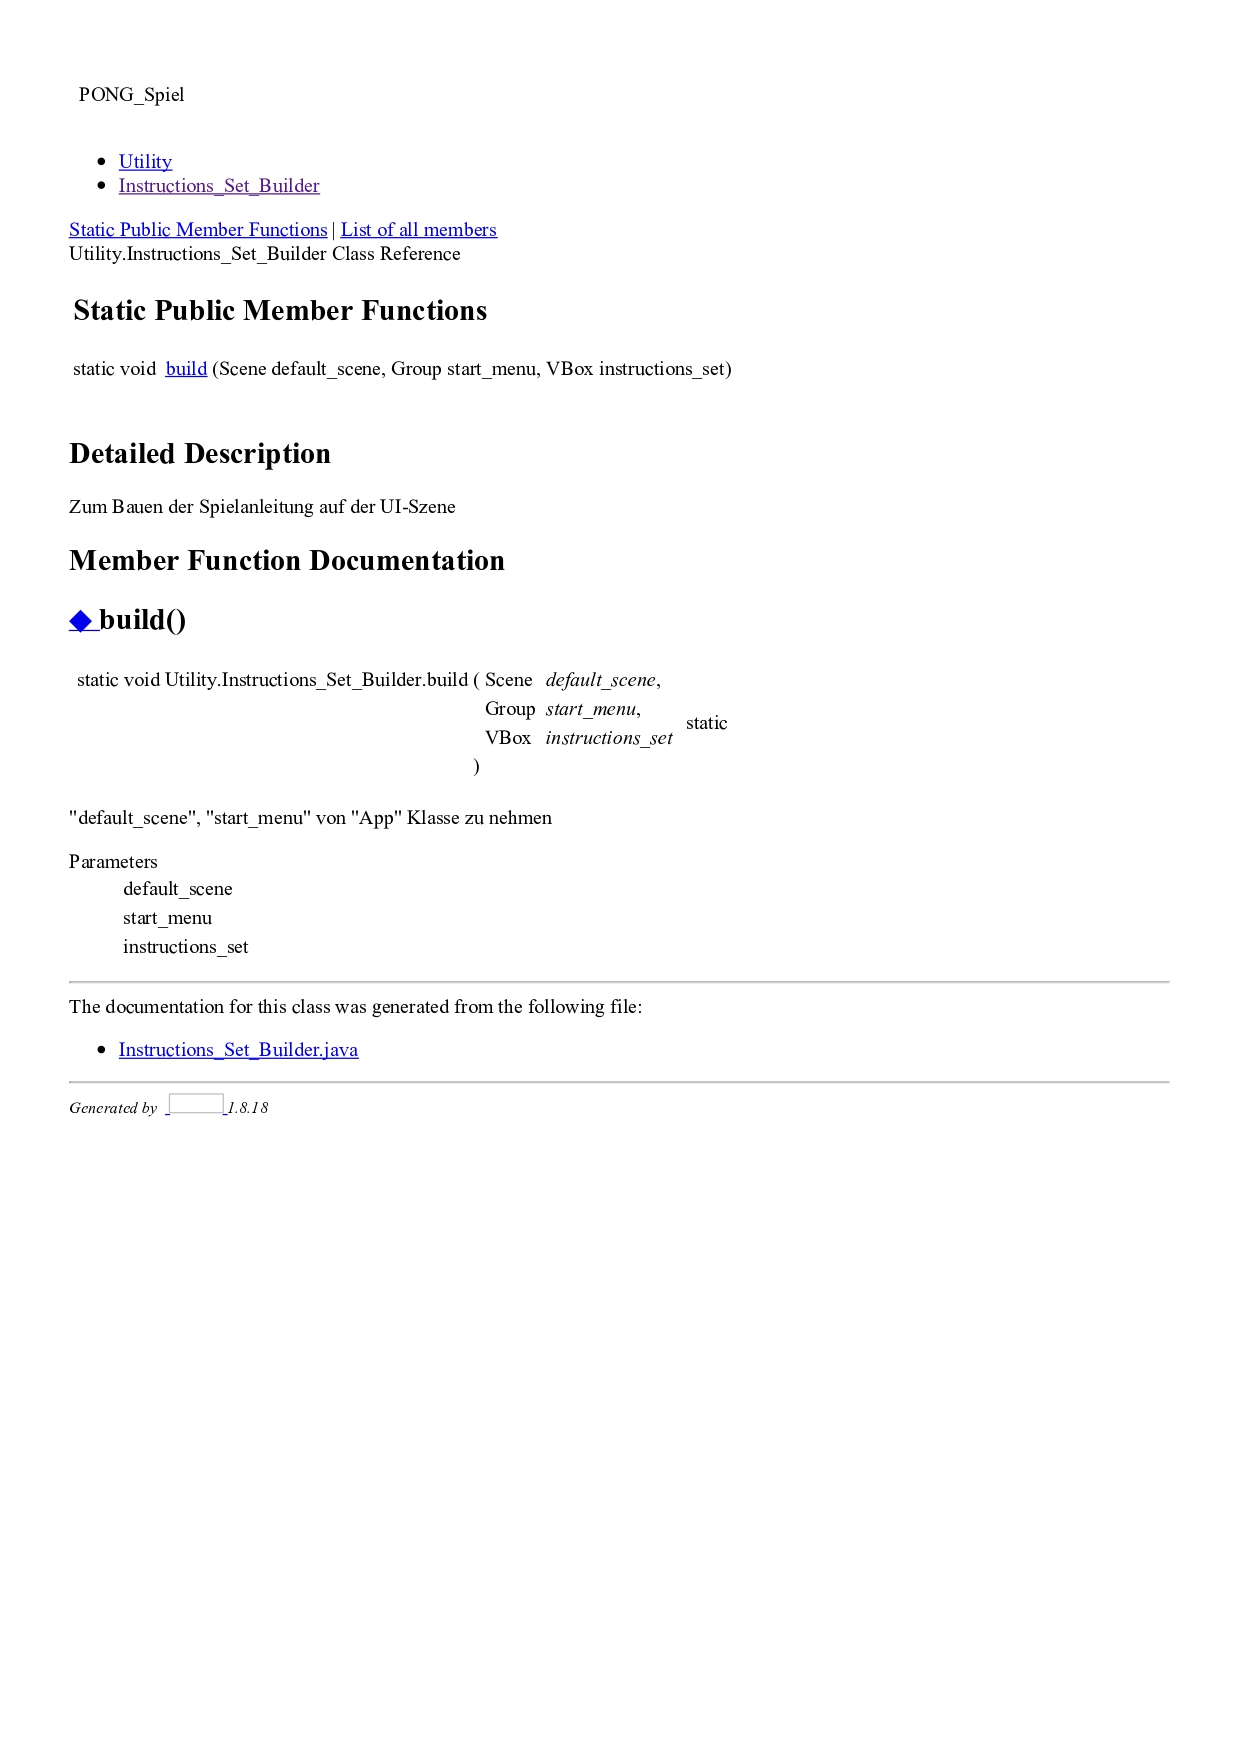 PONG_Spiel
Utility
Instructions_Set_Builder
Static Public Member Functions | List of all members
Utility.Instructions_Set_Builder Class Reference
Static Public Member Functions
static void build (Scene default_scene, Group start_menu, VBox instructions_set)
Detailed Description
Zum Bauen der Spielanleitung auf der UI-Szene
Member Function Documentation
◆ build()
static void Utility.Instructions_Set_Builder.build ( Scene default_scene,
Group start_menu,
static
VBox instructions_set
)
"default_scene", "start_menu" von "App" Klasse zu nehmen
Parameters
default_scene
start_menu
instructions_set
The documentation for this class was generated from the following file:
Instructions_Set_Builder.java
Generated by 1.8.18